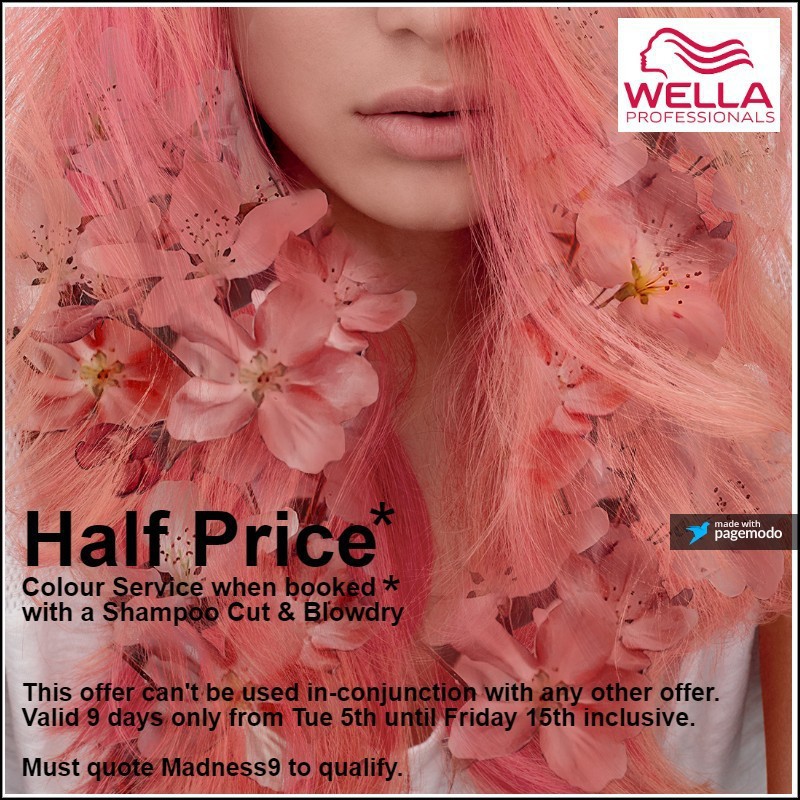 WELLA
PROFESSIONALS
Half Price*
Colour Service when booked *
with a Shampoo Cut & Blowdry
made with
pagemodo
This offer can't be used in-conjunction with any other offer.
Valid 9 days only from Tue 5th until Friday 15th inclusive.
Must quote Madness9 to qualify.